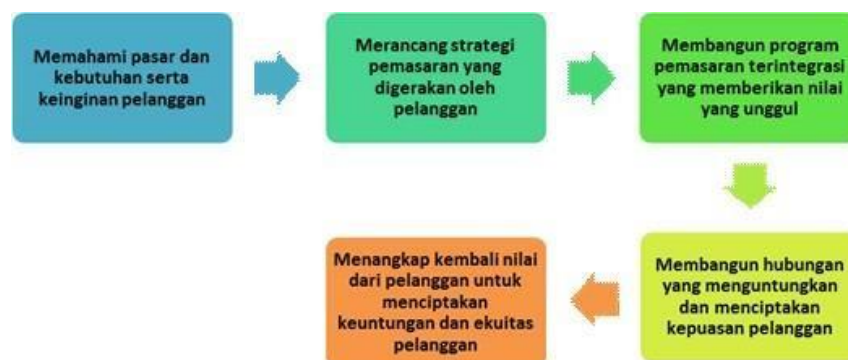 Memahami pasar dan
kebutuhan serta
keinginan pelanggan
Merancang strategi
pemasaran yang
digerakan oleh
pelanggan
Membangun program
pemasaran terintegrasi
yang memberikan nilai
yang unggul
Membangun hubungan
yang menguntungkan
dan menciptakan
kepuasan pelanggan
Menangkap kembali nilai
dari pelanggan untuk
menciptakan
keuntungan dan ekuitas
pelanggan